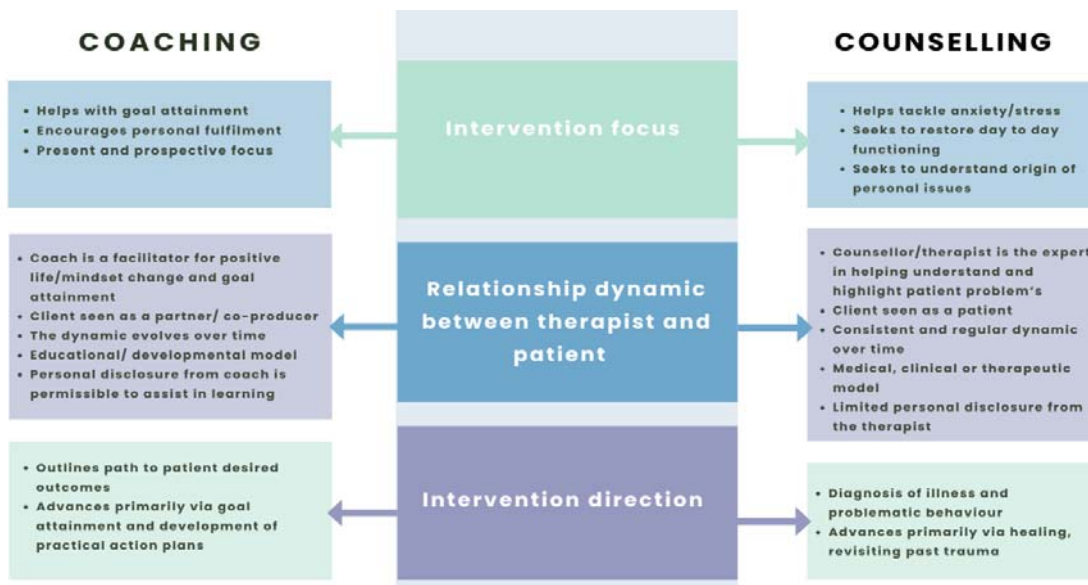 COACHING
• Helps with goal attainment
• Encourages personal fulfilment
• Present and prospective focus
• Coach is a facilitator for positive
life/mindset change and goal
attainment
• Client seen as a partner/ co-producer
• The dynamic evolves over time
• Educational/ developmental model
• Personal disclosure from coach is
permissible to assist in learning
• Outlines path to patient desired
outcomes
• Advances primarily via goal
attainment and development of
practical action plans
Intervention focus
Relationship dynamic
between therapist and
patient
Intervention direction
COUNSELLING
• Helps tackle anxiety/stress
• Seeks to restore day to day
functioning
• Seeks to understand origin of
personal issues
• Counsellor/therapist is the expert
in helping understand and
highlight patient problem's
• Client seen as a patient
• Consistent and regular dynamic
over time
• Medical, clinical or therapeutic
model
• Limited personal disclosure from
the therapist
• Diagnosis of illness and
problematic behaviour
• Advances primarily via healing,
revisiting past trauma